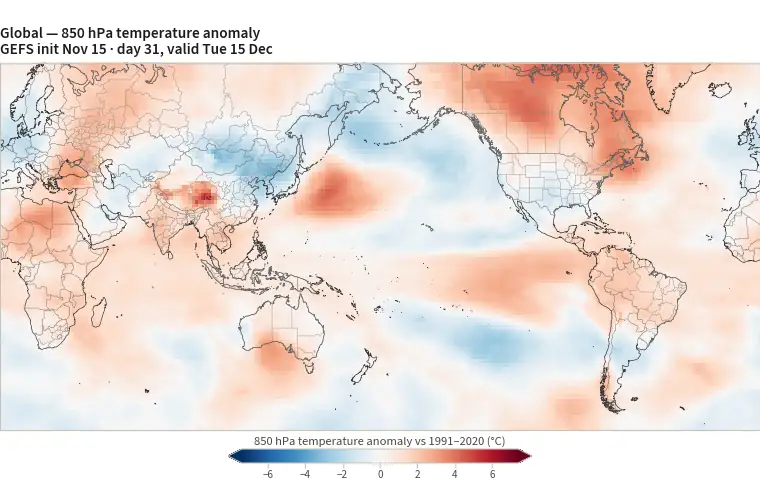 Global — 850 hPa temperature anomaly
GEFS init Nov 15 · day 31, valid Tue 15 Dec
850 hPa temperature anomaly vs 1991–2020 (°C)
−6 −4 −2 0 2 4 6